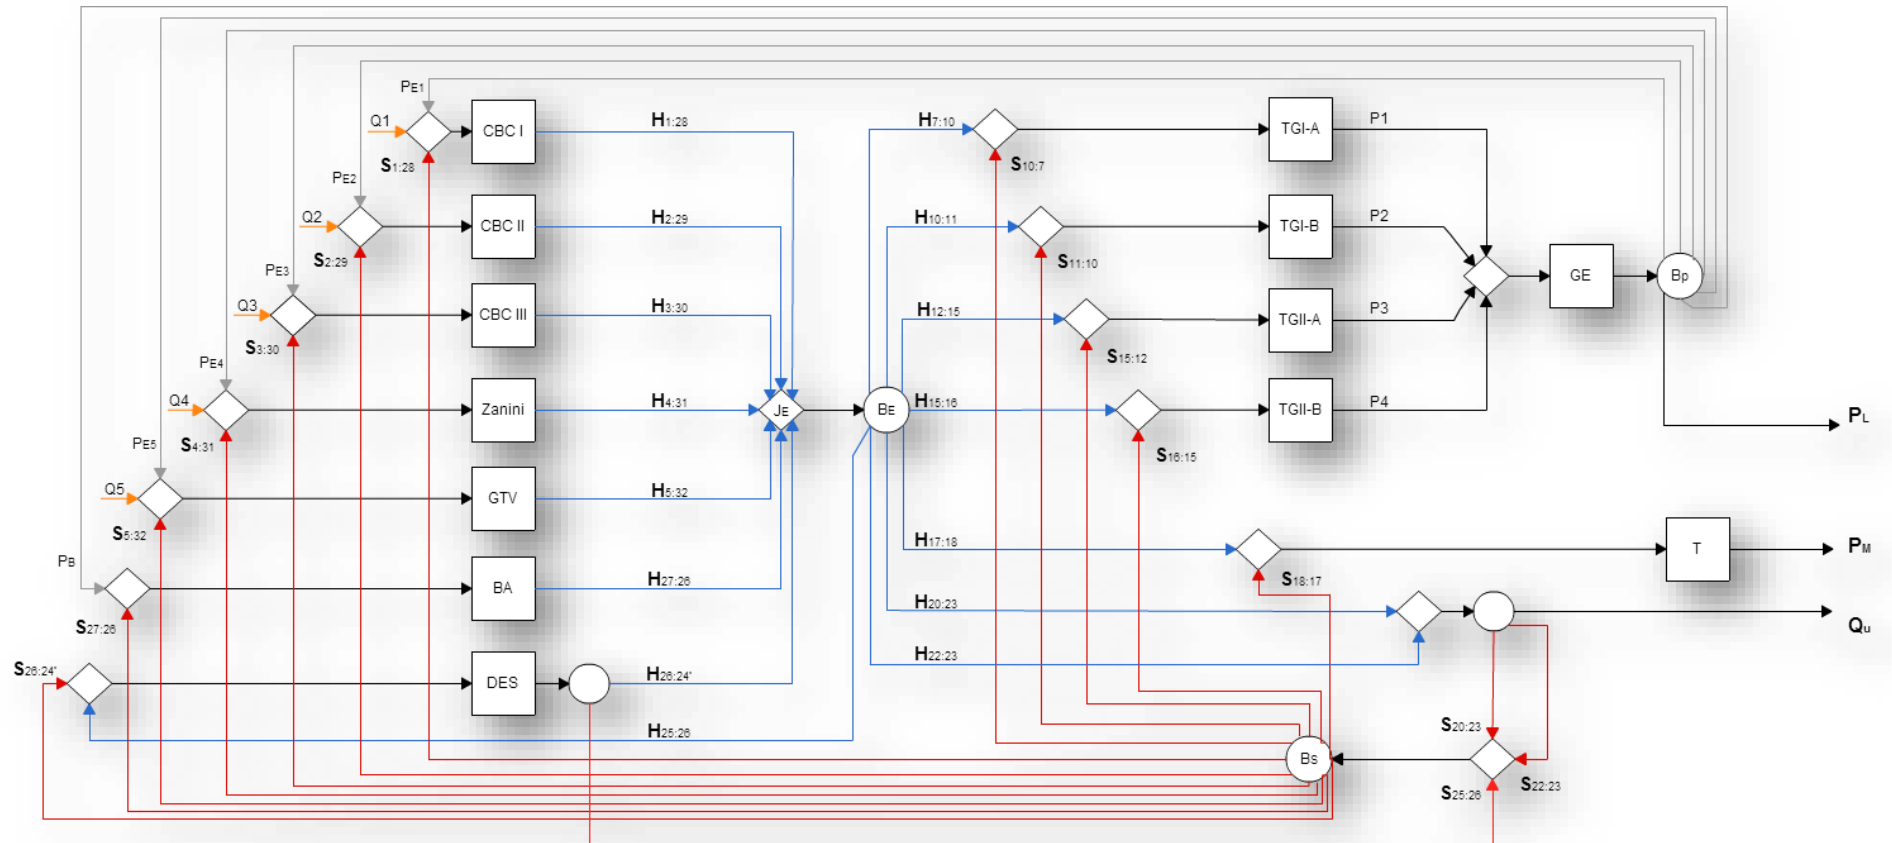 PE1
Q1
CBC I
H1:28
S1:28
H7:10
S10:7
TGI-A
P1
PE2
Q2
CBC II
H2:29
S2:29
H10:11
S11:10
TGI-B
P2
PE3
Q3
CBC III
H3:30
S3:30
H12:15
S15:12
TGII-A
P3
GE
BP
PE4
Q4
Zanini
H4:31
S4:31
JE
BE
H15:16
S16:15
TGII-B
P4
PL
PE5
Q5
GTV
H5:32
S5:32
H17:18
S18:17
T
PM
PB
BA
H27:26
S27:26
H20:23
Qu
H22:23
S26:24'
DES
H26:24'
H25:26
BS
S20:23
S22:23
S25:26